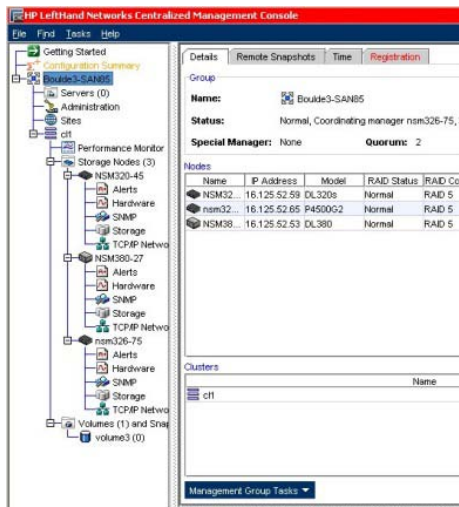 HP LeftHand Networks Centralized Management Console
File Find Tasks Help
Getting Started
Configuration Summary
Boulde3-SAN85
Servers (0)
Administration
Sites
cl1
Performance Monitor
Storage Nodes (3)
NSM320-45
Alerts
Hardware
SNMP
Storage
TCP/IP Netwo
NSM380-27
Alerts
Hardware
SNMP
Storage
TCP/IP Netwo
nsm326-75
Alerts
Hardware
SNMP
Storage
TCP/IP Netwo
Volumes (1) and Snap
volume3 (0)
Details Remote Snapshots Time Registration
Group
Name: Boulde3-SAN85
Status: Normal, Coordinating manager nsm326-75,
Special Manager: None Quorum: 2
Nodes
Name IP Address Model RAID Status RAID Co
NSM32... 16.125.52.59 DL320s Normal RAID 5
nsm32... 16.125.52.65 P4500G2 Normal RAID 5
NSM38... 16.125.52.53 DL380 Normal RAID 5
Clusters
Name
cl1
Management Group Tasks